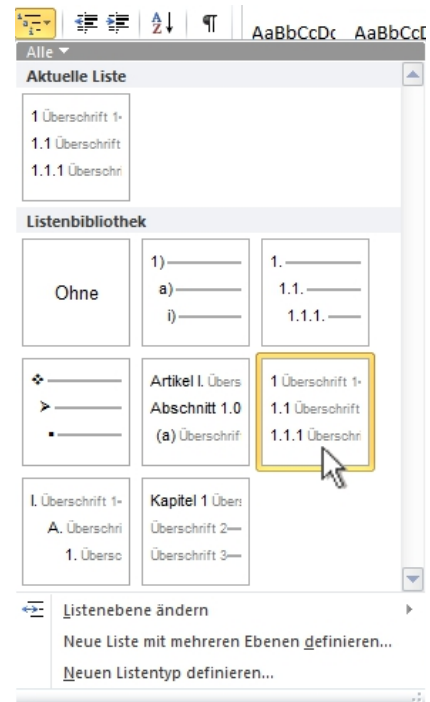 AaBbCcDc AaBbCcD
Alle
Aktuelle Liste
1 Überschrift 1
1.1 Überschrift
1.1.1 Überschri
Listenbibliothek
Ohne
1)
a)
i)
1.
1.1.
1.1.1.
Artikel I. Übers
Abschnitt 1.0
(a) Überschrif
1 Überschrift 1
1.1 Überschrift
1.1.1 Überschri
I. Überschrift 1
A. Überschri
1. Übersc
Kapitel 1 Übers
Überschrift 2
Überschrift 3
Listenebene ändern
Neue Liste mit mehreren Ebenen definieren...
Neuen Listentyp definieren...